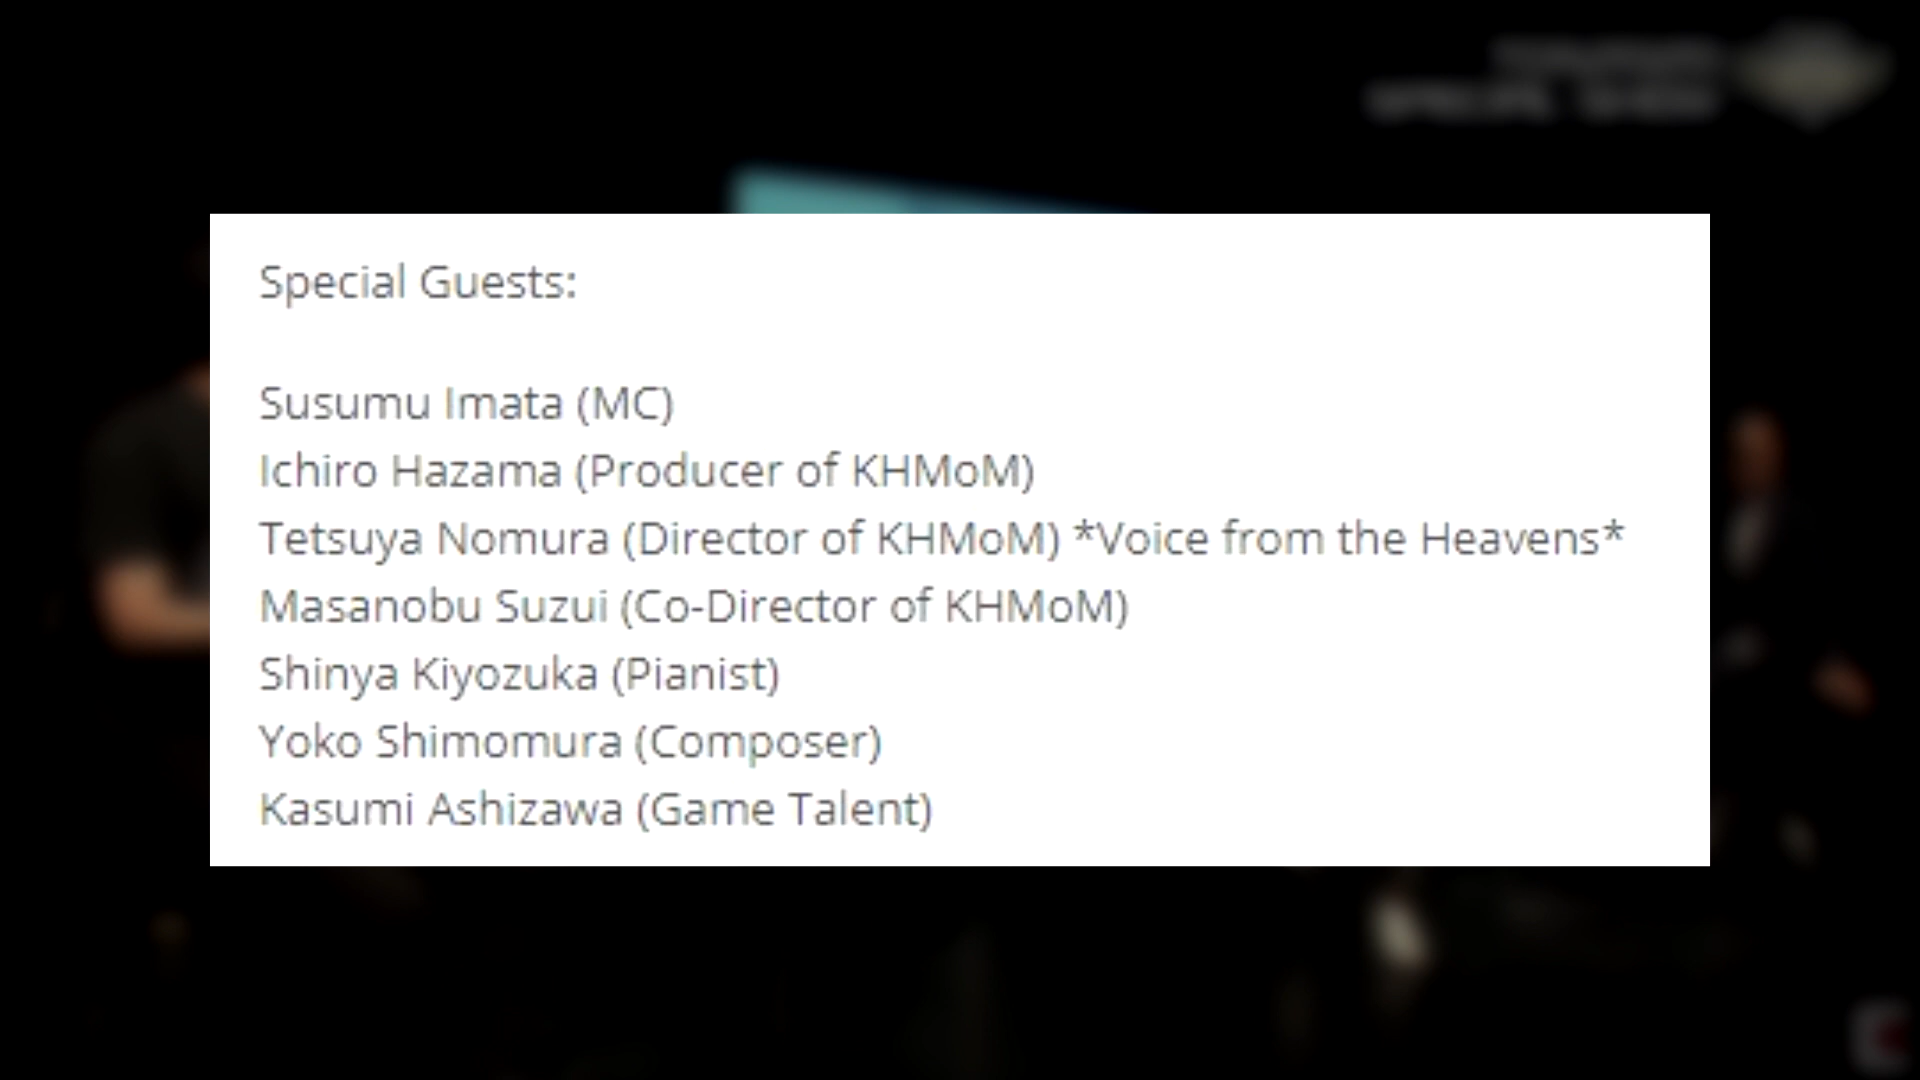 Special Guests:
Susumu Imata (MC)
Ichiro Hazama (Producer of KHMoM)
Tetsuya Nomura (Director of KHMoM) *Voice from the Heavens*
Masanobu Suzui (Co-Director of KHMoM)
Shinya Kiyozuka (Pianist)
Yoko Shimomura (Composer)
Kasumi Ashizawa (Game Talent)